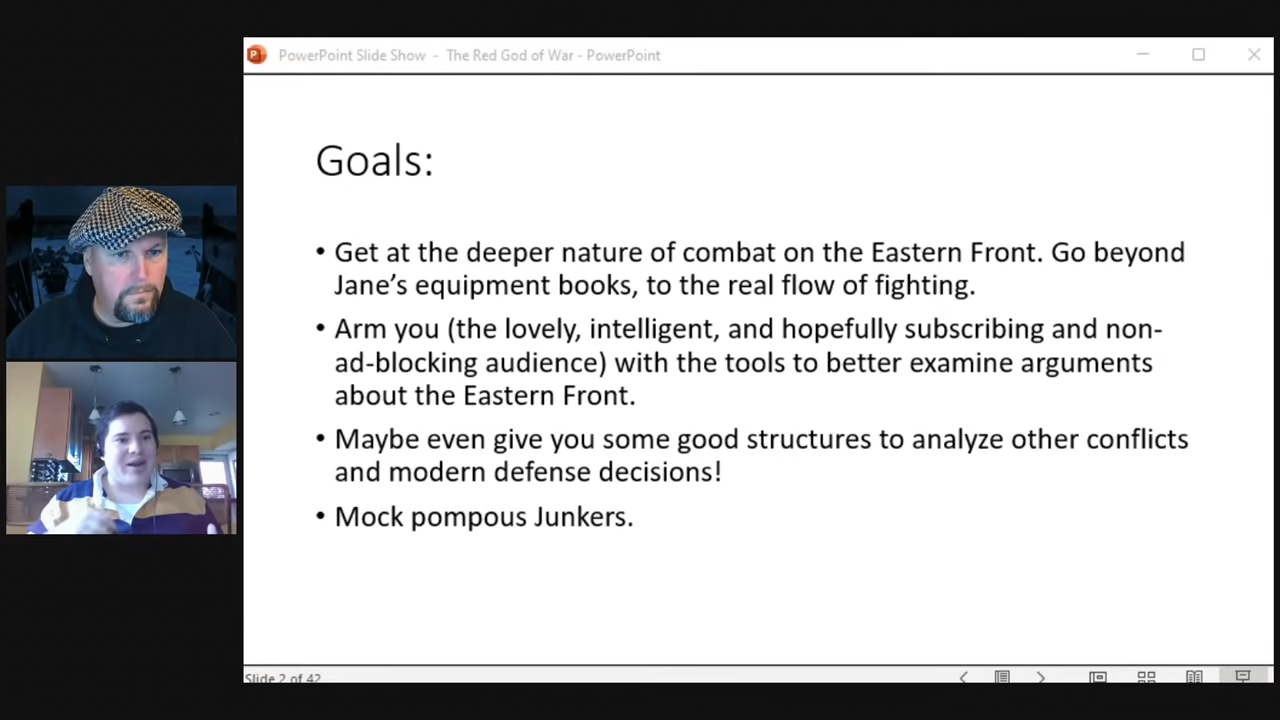 PowerPoint Slide Show - The Red God of War - PowerPoint
Goals:
• Get at the deeper nature of combat on the Eastern Front. Go beyond
Jane’s equipment books, to the real flow of fighting.
• Arm you (the lovely, intelligent, and hopefully subscribing and non-
ad-blocking audience) with the tools to better examine arguments
about the Eastern Front.
• Maybe even give you some good structures to analyze other conflicts
and modern defense decisions!
• Mock pompous Junkers.
Slide 2 of 42